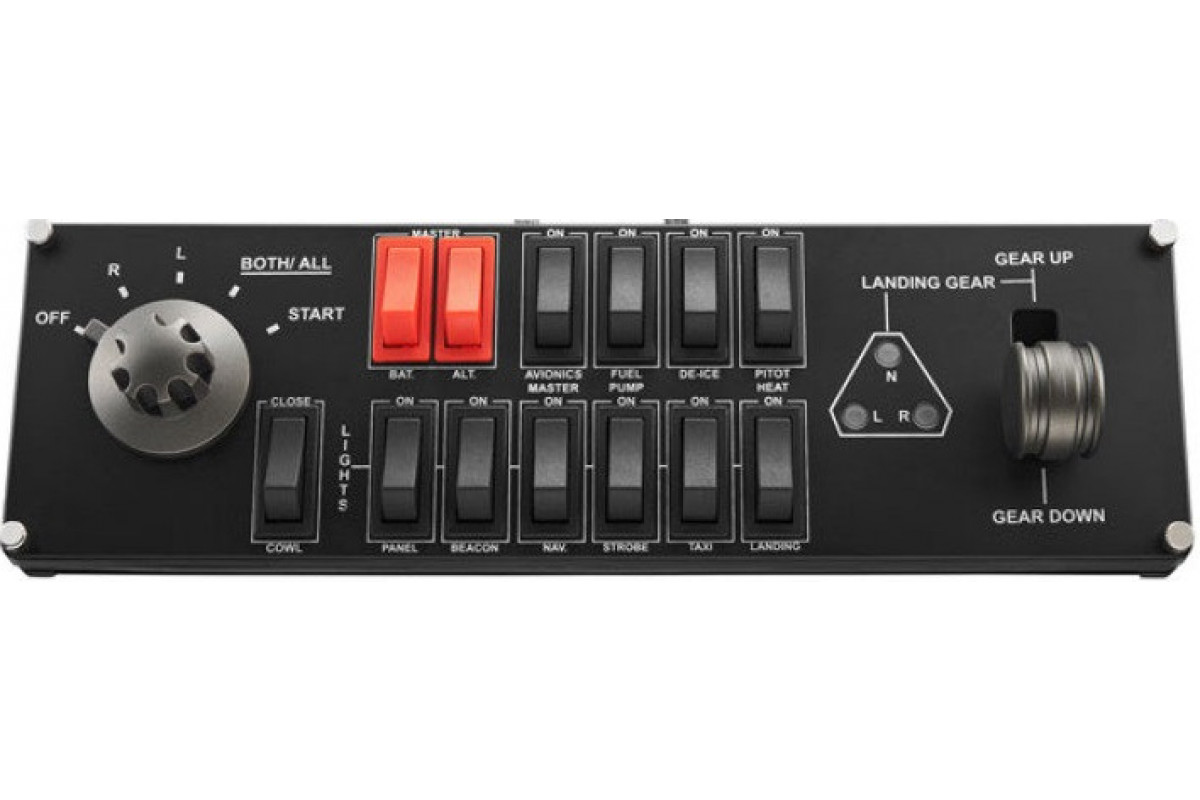 OFF
R
L
BOTH/ ALL
START
MASTER
BAT.
ALT.
ON
ON
ON
ON
AVIONICS
MASTER
FUEL
PUMP
DE-ICE
PITOT
HEAT
CLOSE
COWL
LIGHTS
ON
ON
ON
ON
ON
ON
PANEL
BEACON
NAV.
STROBE
TAXI
LANDING
GEAR UP
LANDING GEAR
N
L
R
GEAR DOWN